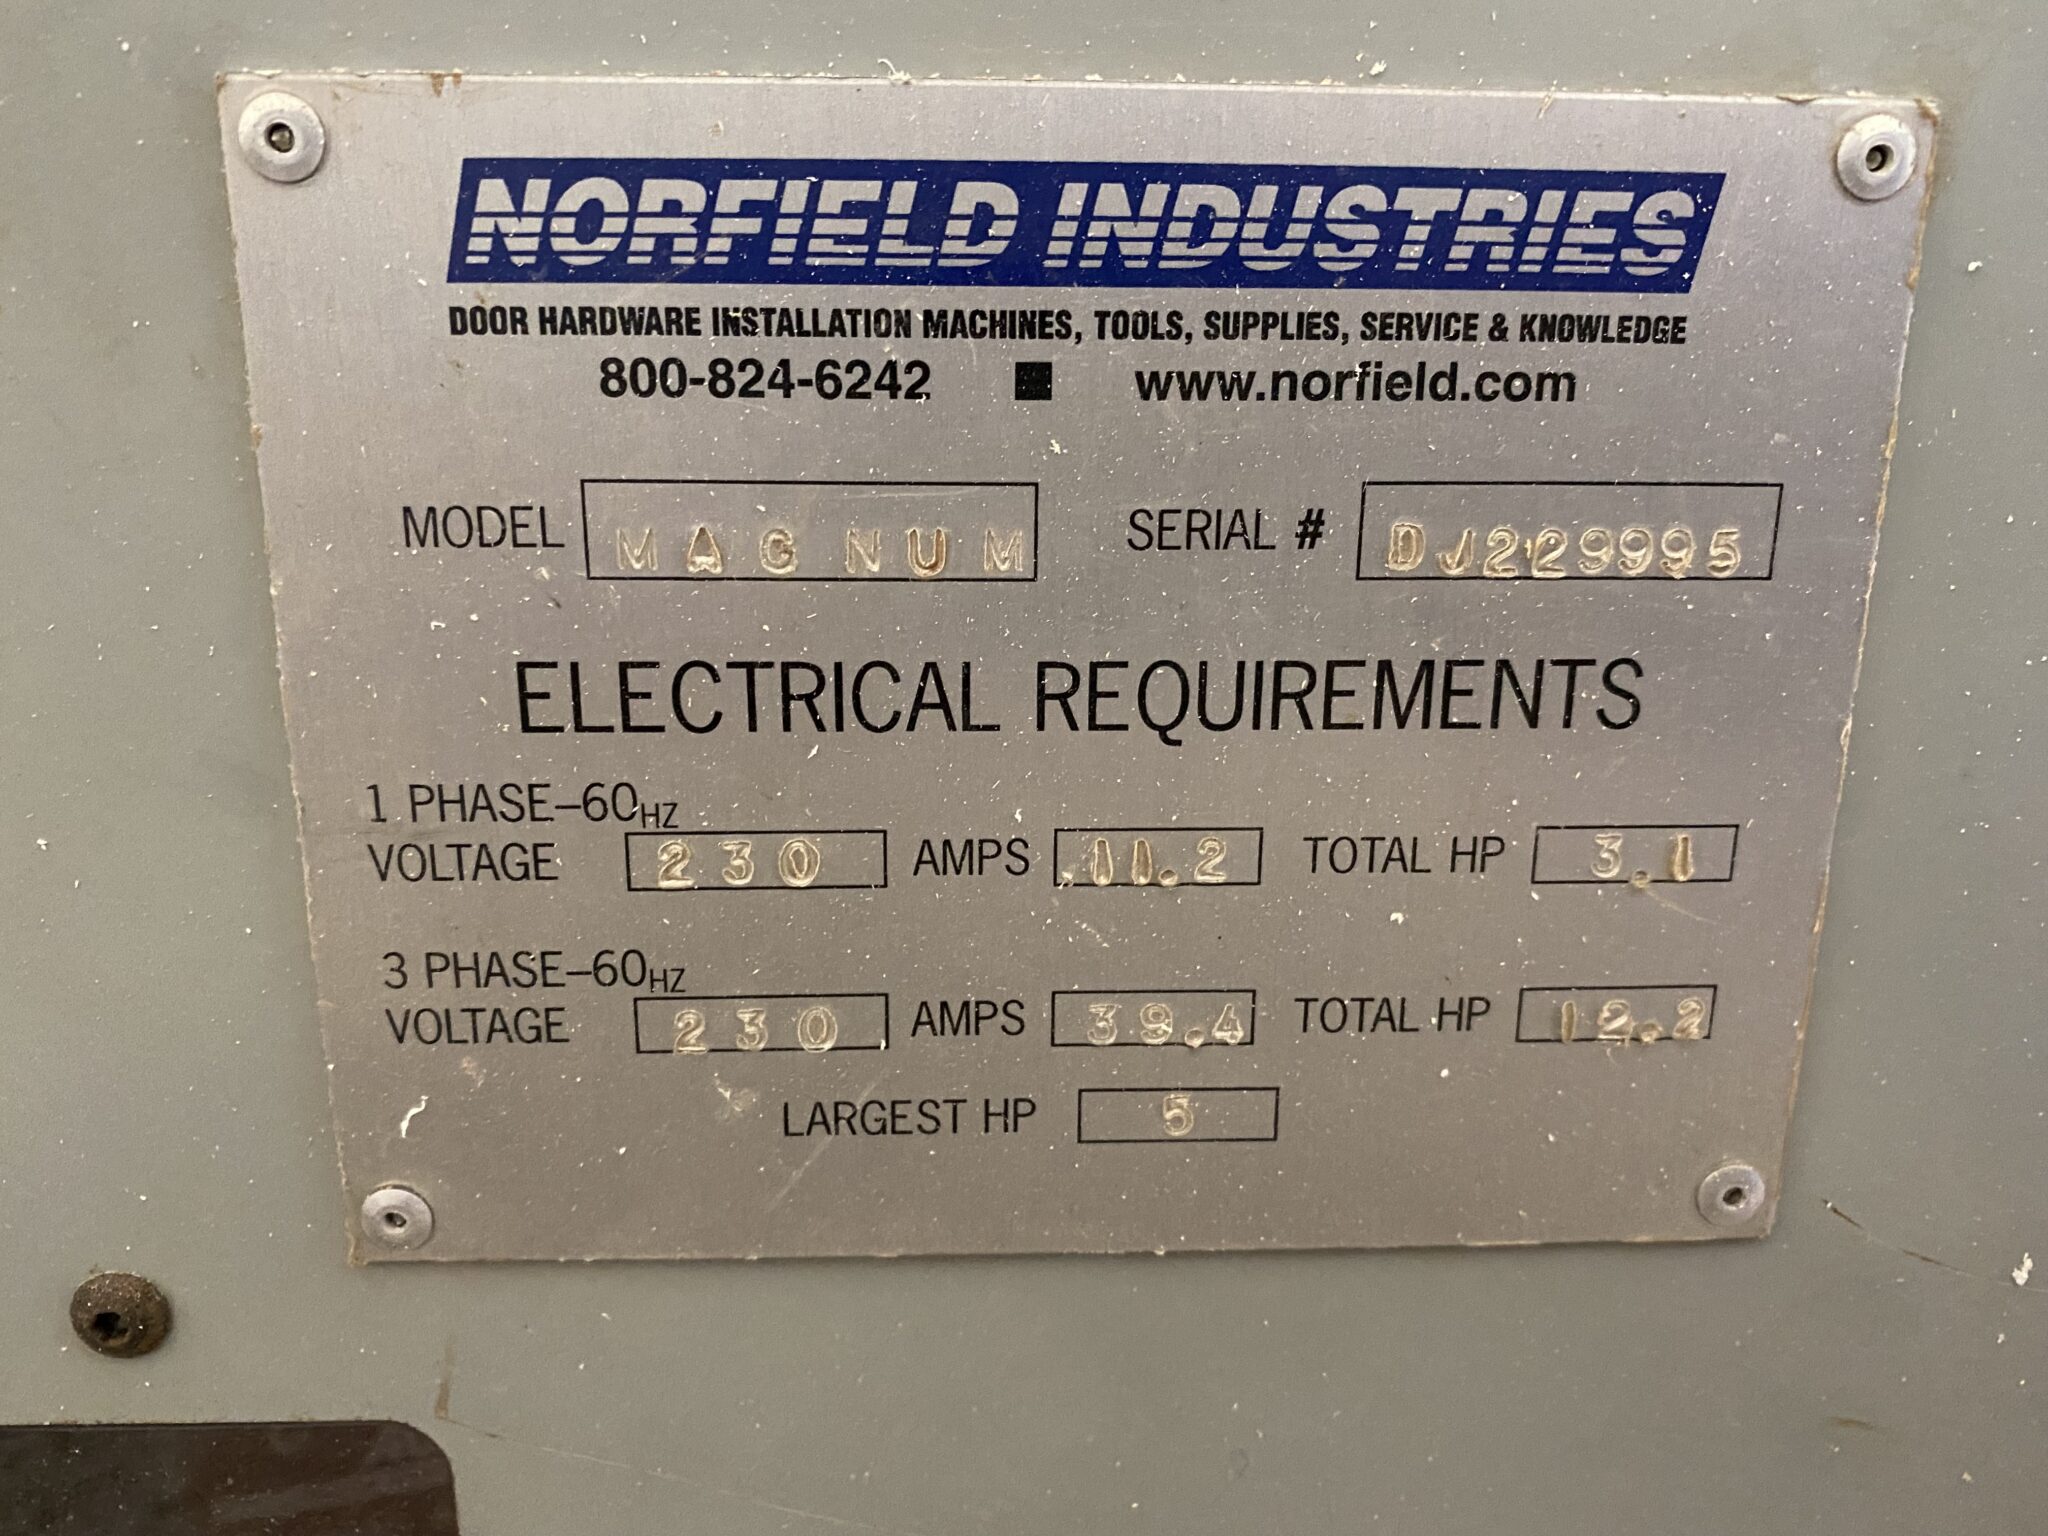 NORFIELD INDUSTRIES
DOOR HARDWARE INSTALLATION MACHINES, TOOLS, SUPPLIES, SERVICE & KNOWLEDGE
800-824-6242 ■ www.norfield.com
MODEL MAGNUM SERIAL # DJ229995
ELECTRICAL REQUIREMENTS
1 PHASE–60HZ
VOLTAGE 230 AMPS 11.2 TOTAL HP 3.1
3 PHASE–60HZ
VOLTAGE 230 AMPS 39.4 TOTAL HP 12.2
LARGEST HP 5